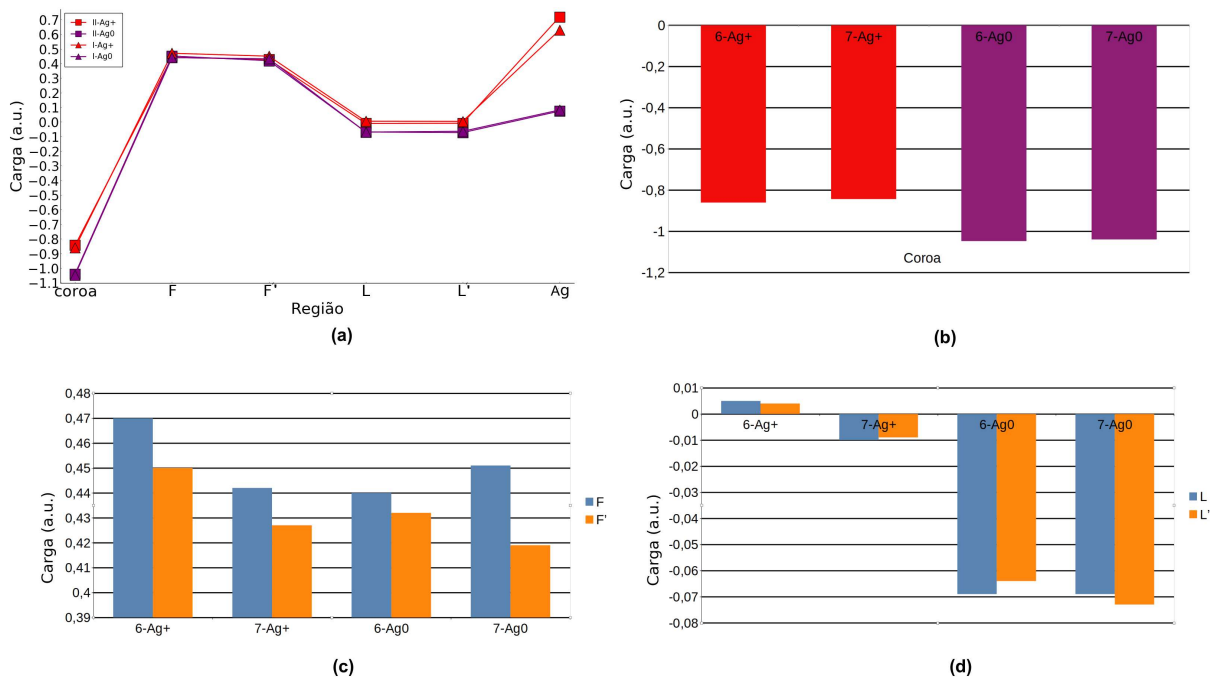 0.7
0.6
0.5
0.4
0.3
0.2
0.1
0.0
−0.1
−0.2
−0.3
−0.4
−0.5
−0.6
−0.7
−0.8
−0.9
−1.0
−1.1
Carga (a.u.)
II-Ag+
II-Ag0
I-Ag+
I-Ag0
coroa F F' L L' Ag
Região
(a)
0
-0,2
-0,4
-0,6
-0,8
-1
-1,2
Carga (a.u.)
6-Ag+ 7-Ag+ 6-Ag0 7-Ag0
Coroa
(b)
0,48
0,47
0,46
0,45
0,44
0,43
0,42
0,41
0,4
0,39
Carga (a.u.)
6-Ag+ 7-Ag+ 6-Ag0 7-Ag0
F
F'
(c)
0,01
0
-0,01
-0,02
-0,03
-0,04
-0,05
-0,06
-0,07
-0,08
Carga (a.u.)
6-Ag+ 7-Ag+ 6-Ag0 7-Ag0
L
L'
(d)